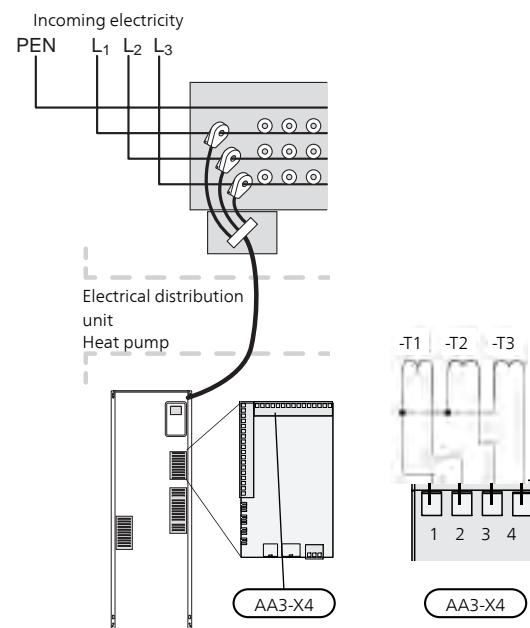 Incoming electricity
PEN L₁ L₂ L₃
Electrical distribution
unit
Heat pump
-T1 -T2 -T3
1 2 3 4
AA3-X4 AA3-X4